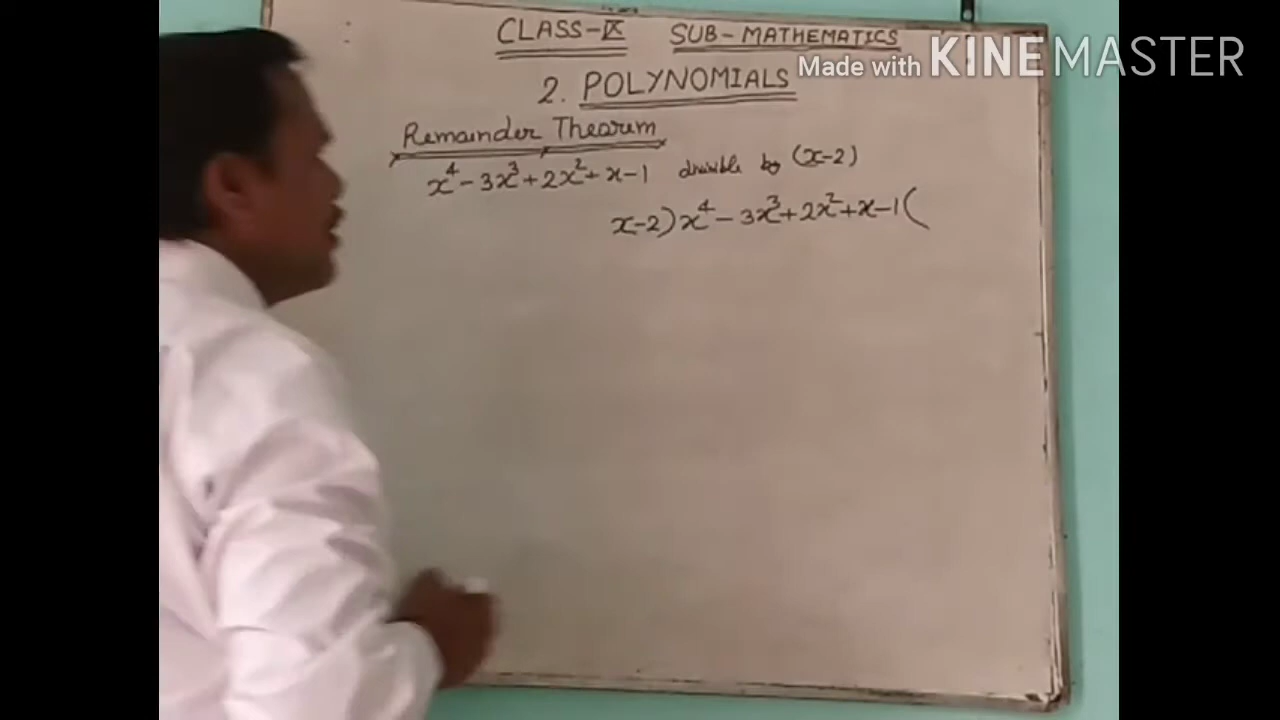 CLASS-IX SUB-MATHEMATICS
Made with KINEMASTER
2. POLYNOMIALS
Remainder Theorem
x⁴ - 3x³ + 2x² + x - 1 divisible by (x-2)
x-2)x⁴ - 3x³ + 2x² + x - 1(